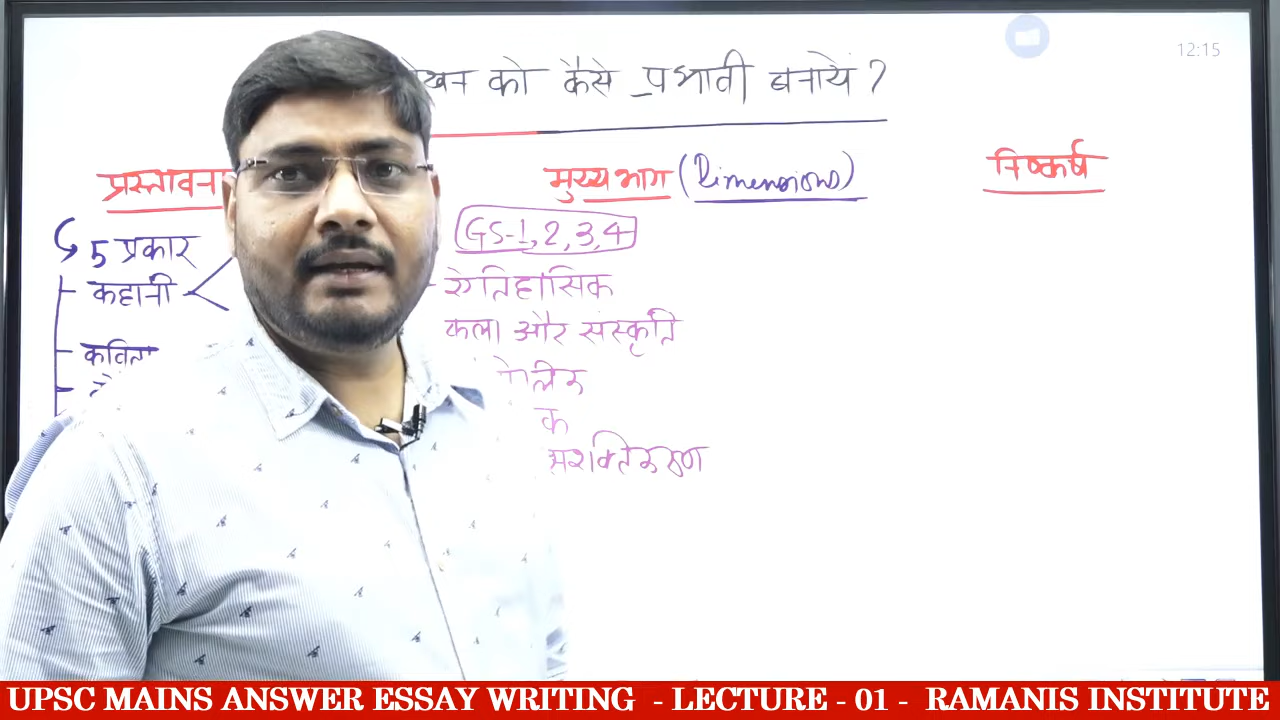 12:15
को कैसे प्रभावी बनायें ?
प्रस्तावना
मुख्य भाग (Dimensions)
निष्कर्ष
5 प्रकार
कहानी
कविता
GS-1, 2, 3, 4
ऐतिहासिक
कला और संस्कृति
UPSC MAINS ANSWER ESSAY WRITING - LECTURE - 01 - RAMANIS INSTITUTE